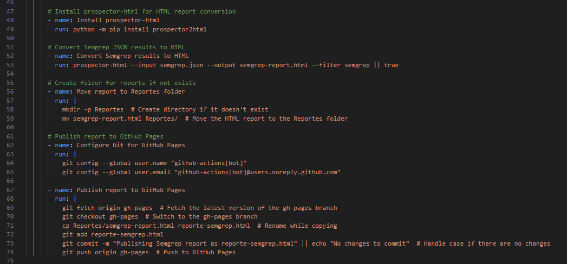 46
47 # Install prospector-html for HTML report conversion
48 - name: Install prospector-html
49 run: python -m pip install prospector2html
50
51 # Convert Semgrep JSON results to HTML
52 - name: Convert Semgrep results to HTML
53 run: prospector-html --input semgrep.json --output semgrep-report.html --filter semgrep || true
54
55 # Create folder for reports if not exists
56 - name: Move report to Reportes folder
57 run: |
58 mkdir -p Reportes # Create directory if it doesn't exist
59 mv semgrep-report.html Reportes/ # Move the HTML report to the Reportes folder
60
61 # Publish report to GitHub Pages
62 - name: Configure Git for GitHub Pages
63 run: |
64 git config --global user.name "github-actions[bot]"
65 git config --global user.email "github-actions[bot]@users.noreply.github.com"
66
67 - name: Publish report to GitHub Pages
68 run: |
69 git fetch origin gh-pages # Fetch the latest version of the gh-pages branch
70 git checkout gh-pages # Switch to the gh-pages branch
71 cp Reportes/semgrep-report.html reporte-semgrep.html # Rename while copying
72 git add reporte-semgrep.html
73 git commit -m "Publishing Semgrep report as reporte-semgrep.html" || echo "No changes to commit" # Handle case if there are no changes
74 git push origin gh-pages # Push to GitHub Pages
75